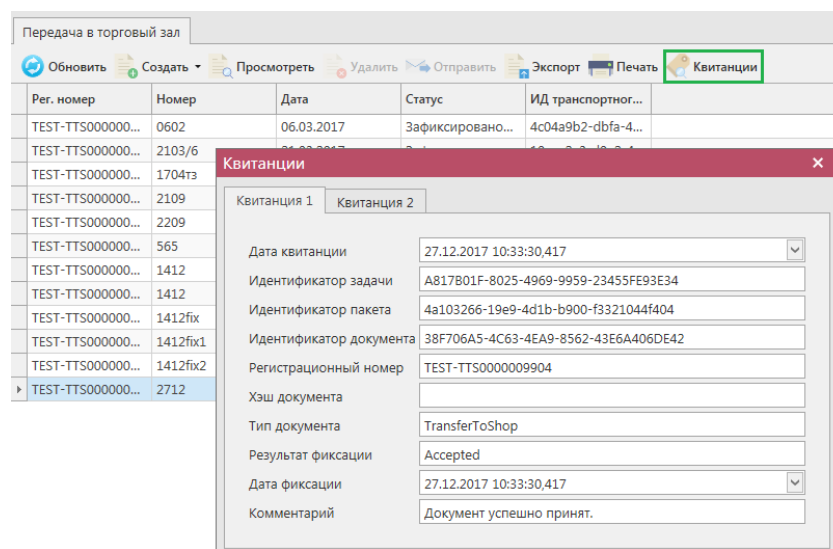 Передача в торговый зал
Обновить Создать Просмотреть Удалить Отправить Экспорт Печать Квитанции
Рег. номер Номер Дата Статус ИД транспортног...
TEST-TTS000000... 0602 06.03.2017 Зафиксировано... 4c04a9b2-dbfa-4...
TEST-TTS000000... 2103/6
TEST-TTS000000... 1704тз
TEST-TTS000000... 2109
TEST-TTS000000... 2209
TEST-TTS000000... 565
TEST-TTS000000... 1412
TEST-TTS000000... 1412
TEST-TTS000000... 1412fix
TEST-TTS000000... 1412fix1
TEST-TTS000000... 1412fix2
TEST-TTS000000... 2712
Квитанции
Квитанция 1 Квитанция 2
Дата квитанции 27.12.2017 10:33:30,417
Идентификатор задачи A817B01F-8025-4969-9959-23455FE93E34
Идентификатор пакета 4a103266-19e9-4d1b-b900-f3321044f404
Идентификатор документа 38F706A5-4C63-4EA9-8562-43E6A406DE42
Регистрационный номер TEST-TTS0000009904
Хэш документа
Тип документа TransferToShop
Результат фиксации Accepted
Дата фиксации 27.12.2017 10:33:30,417
Комментарий Документ успешно принят.